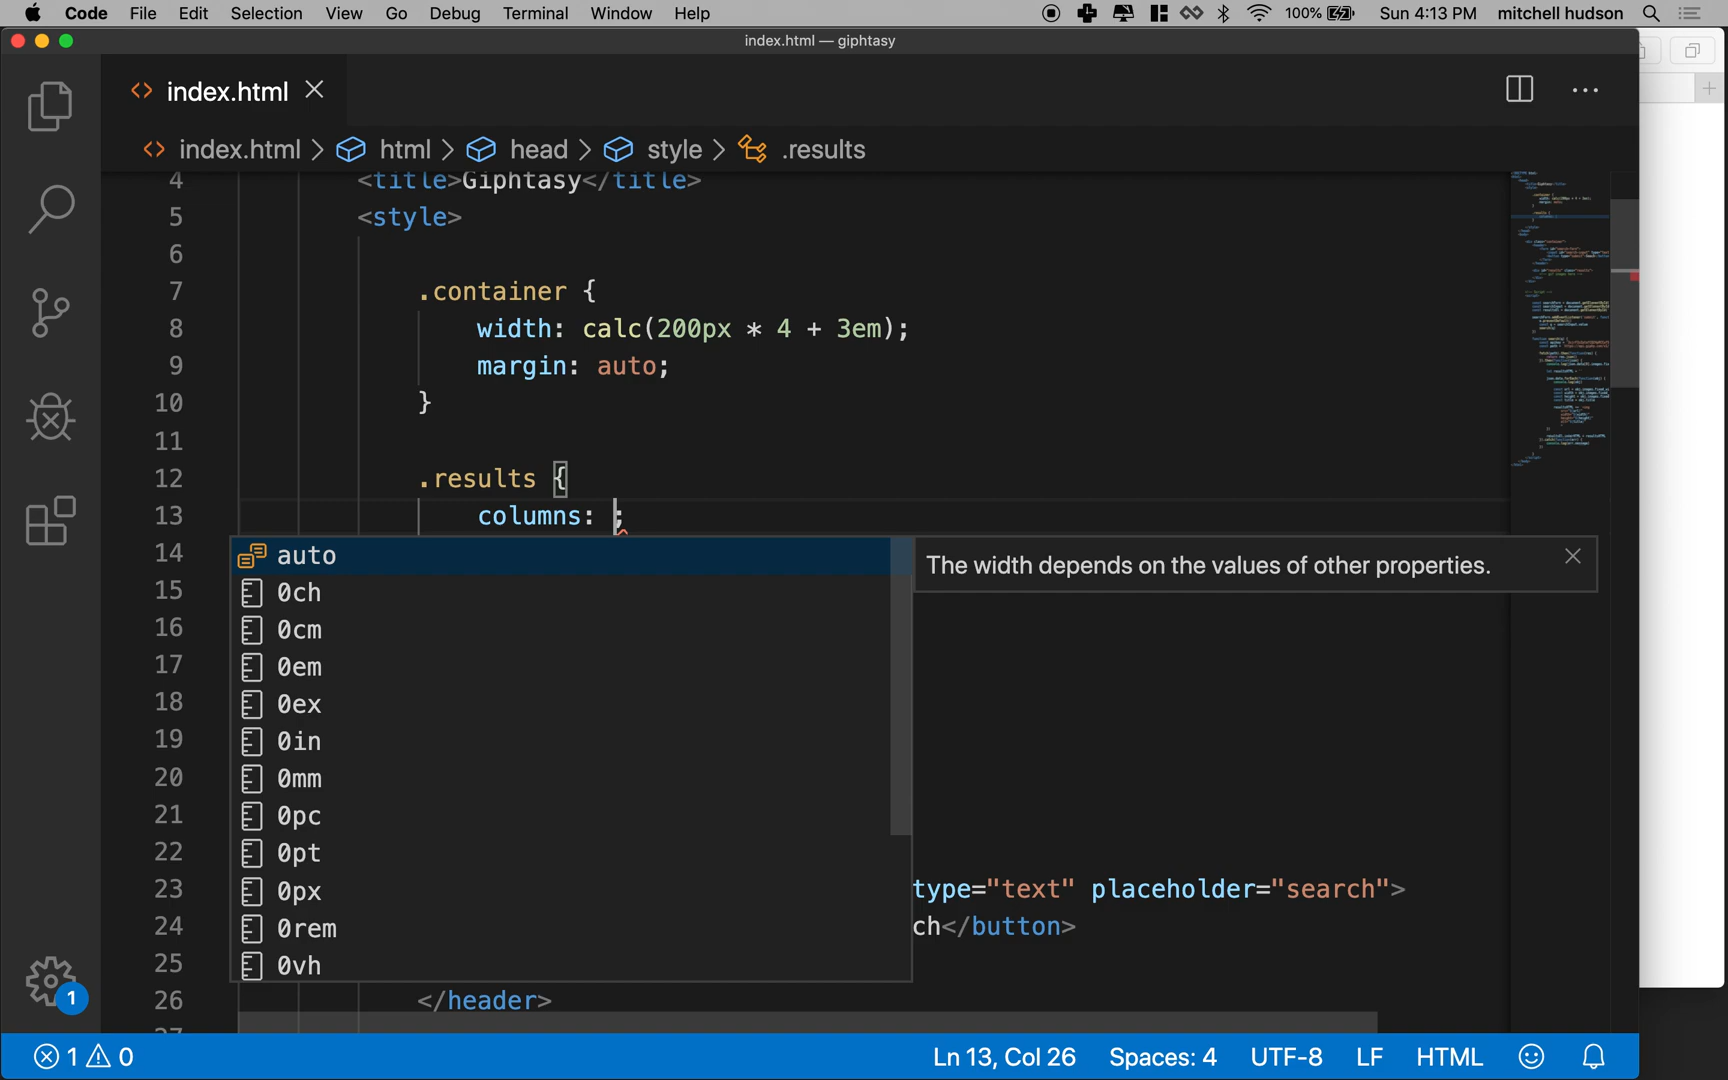 Code File Edit Selection View Go Debug Terminal Window Help 100% Sun 4:13 PM mitchell hudson
index.html — giphtasy
index.html
index.html > html > head > style > .results
4 <title>Giphtasy</title>
5 <style>
6
7 .container {
8 width: calc(200px * 4 + 3em);
9 margin: auto;
10 }
11
12 .results {
13 columns: ;
14 auto The width depends on the values of other properties.
15 0ch
16 0cm
17 0em
18 0ex
19 0in
20 0mm
21 0pc
22 0pt
23 0px type="text" placeholder="search">
24 0rem ch</button>
25 0vh
26 </header>
27
1
1 0 Ln 13, Col 26 Spaces: 4 UTF-8 LF HTML